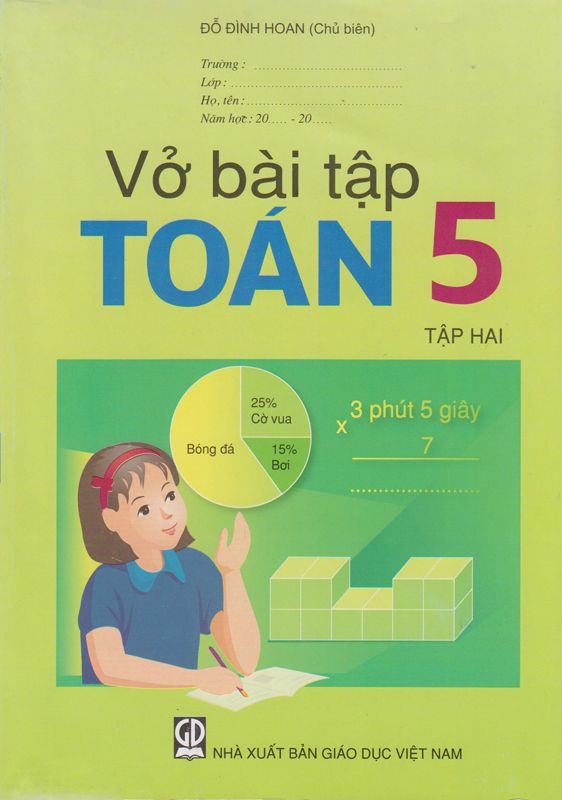 ĐỖ ĐÌNH HOAN (Chủ biên)
Trường : ........................................
Lớp : ..............................................
Họ, tên : ..........................................
Năm học : 20..... - 20.....
Vở bài tập
TOÁN 5
TẬP HAI
25%
Cờ vua
Bóng đá
15%
Bơi
3 phút 5 giây
x
7
..............................
GD
NHÀ XUẤT BẢN GIÁO DỤC VIỆT NAM